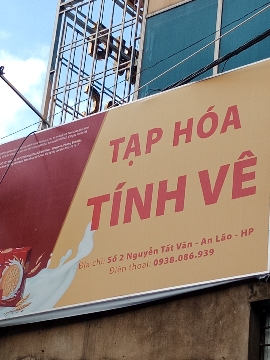 TẠP HÓA
TÍNH VÊ
Địa chỉ: Số 2 Nguyễn Tất Văn - An Lão - HP
Điện thoại: 0938.086.939